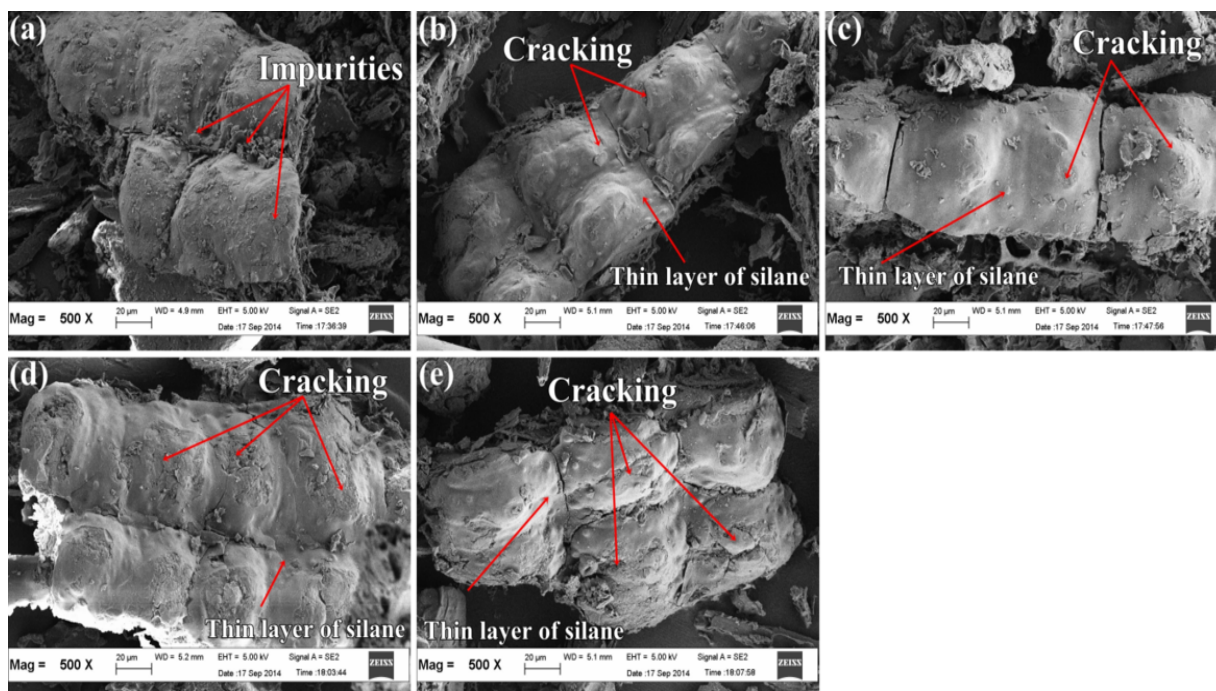 (a)
Impurities
Mag = 500 X
20 µm
WD = 4.9 mm
EHT = 5.00 kV
Signal A = SE2
Date :17 Sep 2014
Time :17:36:39
ZEISS
(b)
Cracking
Thin layer of silane
Mag = 500 X
20 µm
WD = 5.1 mm
EHT = 5.00 kV
Signal A = SE2
Date :17 Sep 2014
Time :17:46:06
ZEISS
(c)
Cracking
Thin layer of silane
Mag = 500 X
20 µm
WD = 5.1 mm
EHT = 5.00 kV
Signal A = SE2
Date :17 Sep 2014
Time :17:47:56
ZEISS
(d)
Cracking
Thin layer of silane
Mag = 500 X
20 µm
WD = 5.2 mm
EHT = 5.00 kV
Signal A = SE2
Date :17 Sep 2014
Time :18:03:44
ZEISS
(e)
Cracking
Thin layer of silane
Mag = 500 X
20 µm
WD = 5.1 mm
EHT = 5.00 kV
Signal A = SE2
Date :17 Sep 2014
Time :18:07:58
ZEISS